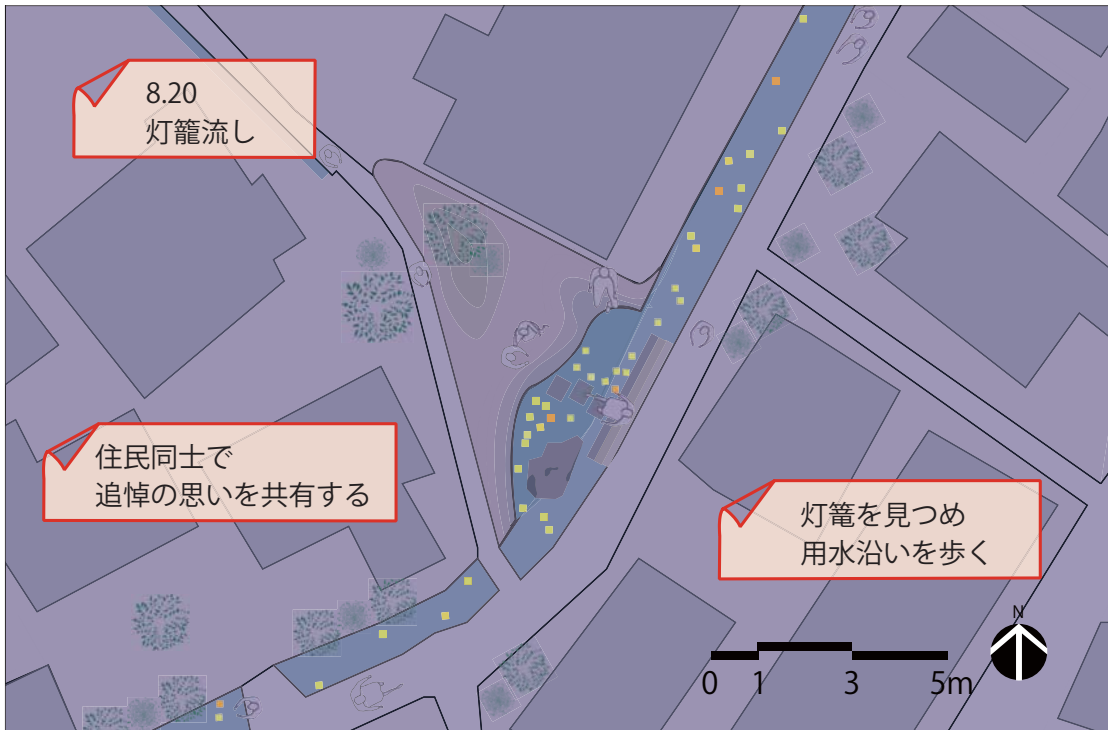 8.20
灯籠流し
住民同士で
追悼の思いを共有する
灯篭を見つめ
用水沿いを歩く
N
0 1 3 5m